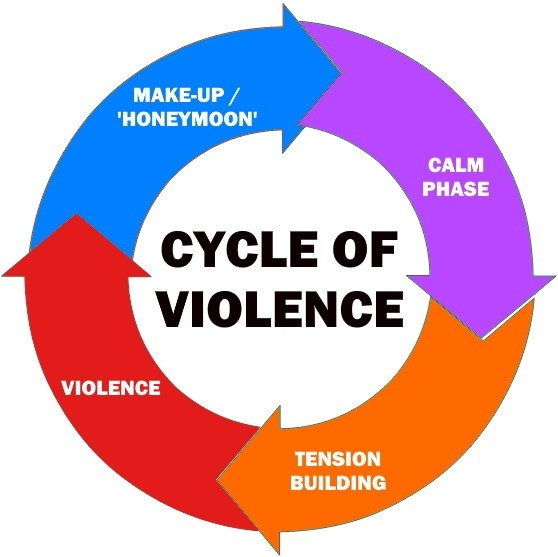 MAKE-UP /
'HONEYMOON'
CALM
PHASE
CYCLE OF
VIOLENCE
VIOLENCE
TENSION
BUILDING